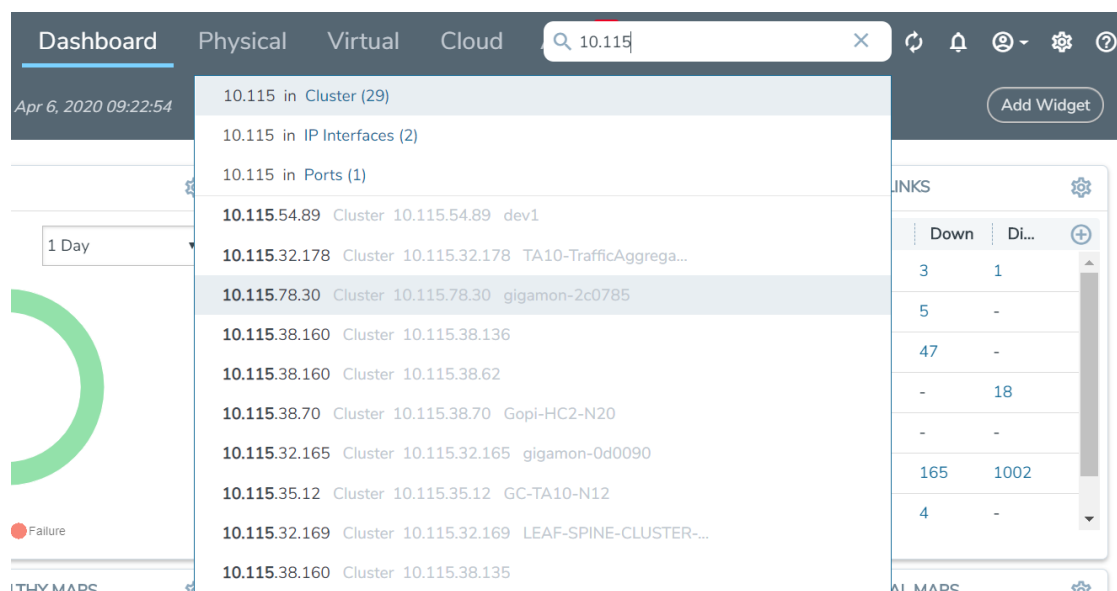 Dashboard Physical Virtual Cloud 10.115
Apr 6, 2020 09:22:54 Add Widget
10.115 in Cluster (29)
10.115 in IP Interfaces (2)
10.115 in Ports (1)
LINKS
1 Day
Down Di...
10.115.54.89 Cluster 10.115.54.89 dev1
10.115.32.178 Cluster 10.115.32.178 TA10-TrafficAggrega...
3 1
10.115.78.30 Cluster 10.115.78.30 gigamon-2c0785
5 -
10.115.38.160 Cluster 10.115.38.136
47 -
10.115.38.160 Cluster 10.115.38.62
- 18
10.115.38.70 Cluster 10.115.38.70 Gopi-HC2-N20
- -
10.115.32.165 Cluster 10.115.32.165 gigamon-0d0090
165 1002
10.115.35.12 Cluster 10.115.35.12 GC-TA10-N12
4 -
Failure
10.115.32.169 Cluster 10.115.32.169 LEAF-SPINE-CLUSTER-...
10.115.38.160 Cluster 10.115.38.135
MAPS MAPS